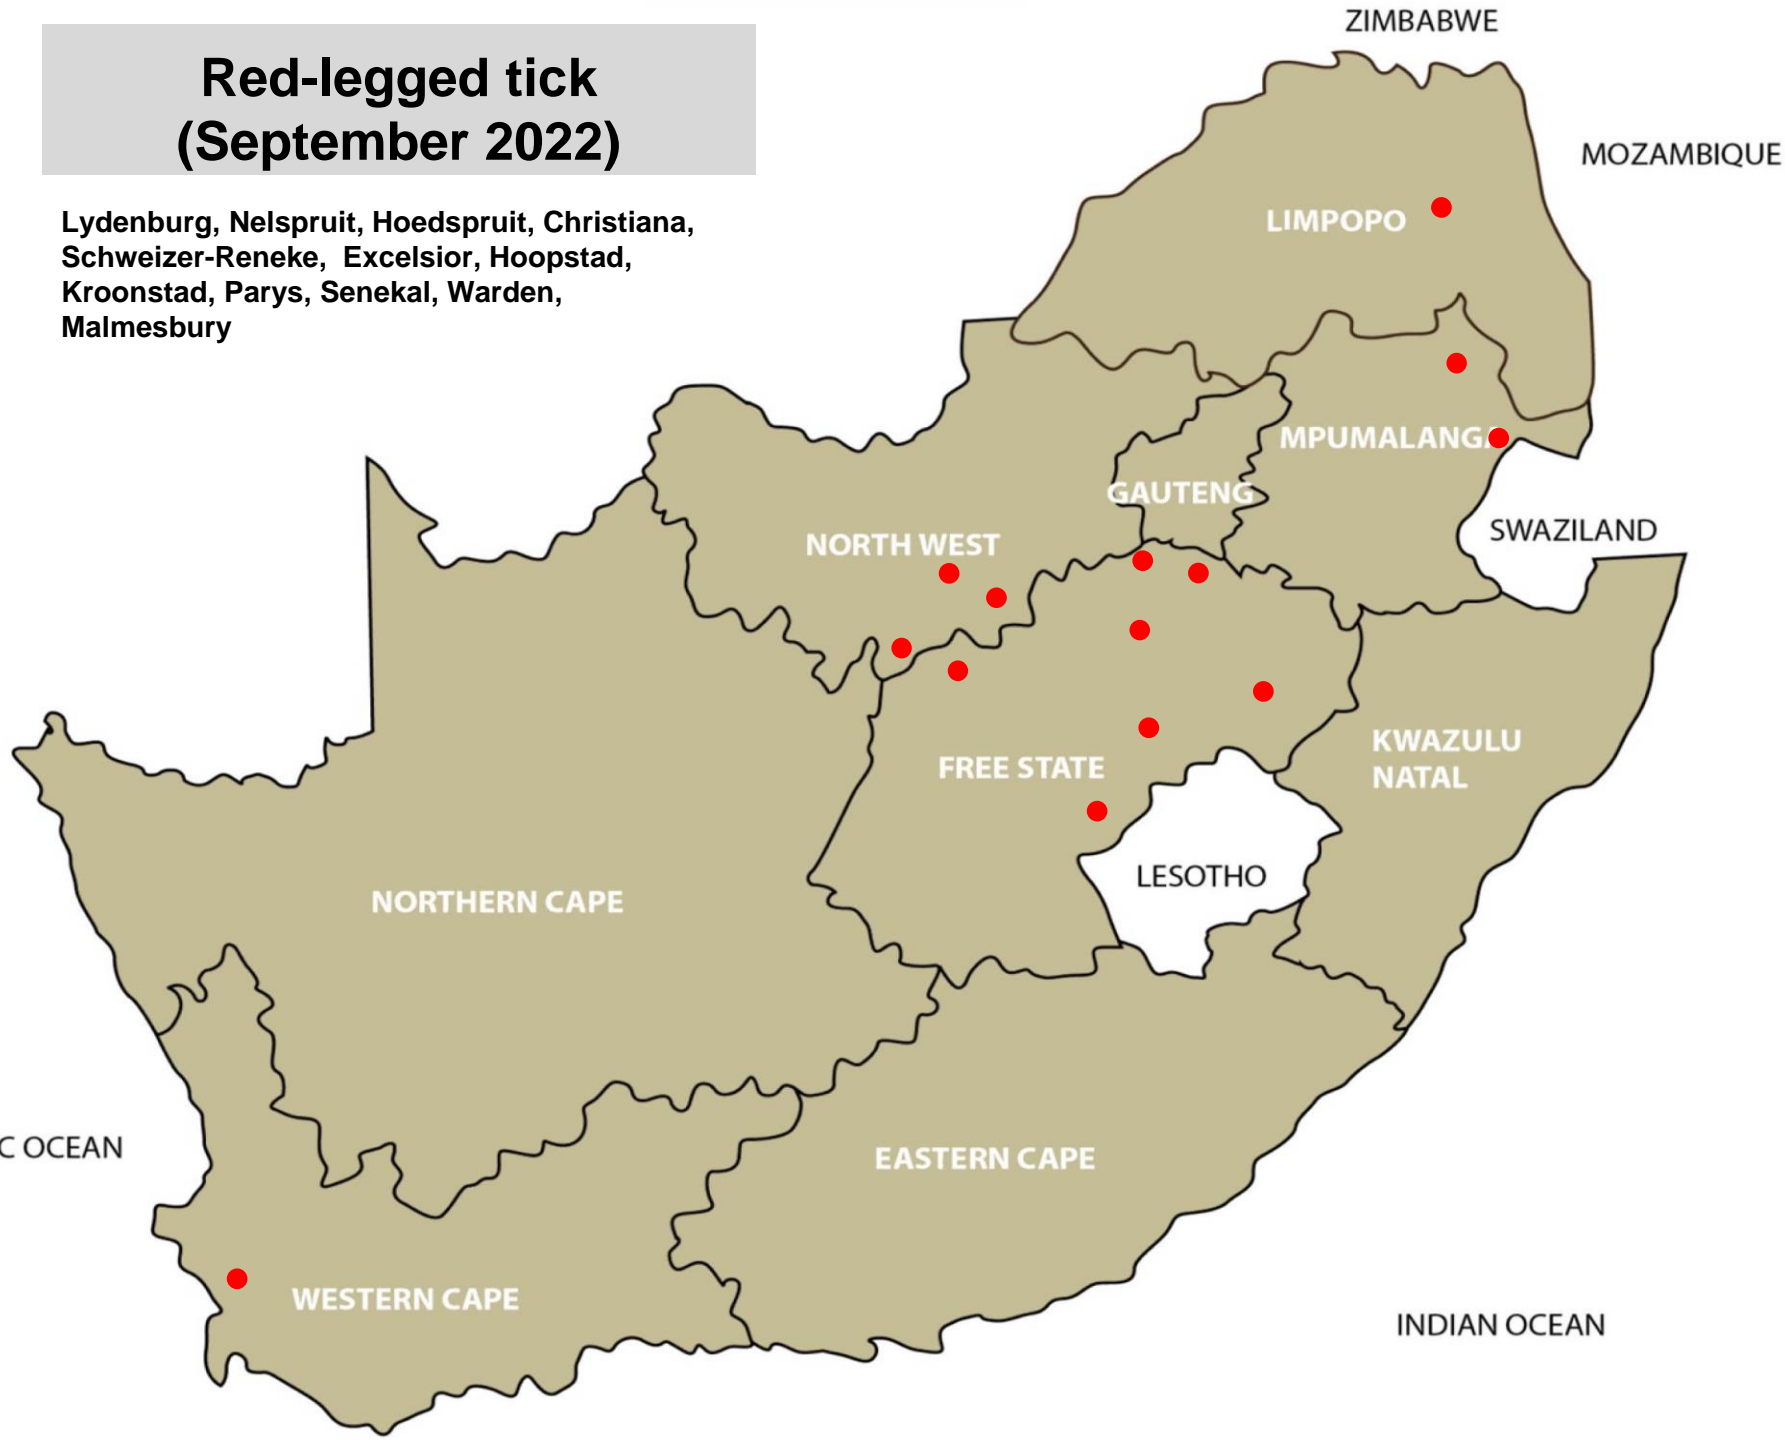 Red-legged tick
(September 2022)
Lydenburg, Nelspruit, Hoedspruit, Christiana,
Schweizer-Reneke, Excelsior, Hoopstad,
Kroonstad, Parys, Senekal, Warden,
Malmesbury
ZIMBABWE
MOZAMBIQUE
LIMPOPO
MPUMALANGA
GAUTENG
NORTH WEST
SWAZILAND
KWAZULU
NATAL
FREE STATE
LESOTHO
NORTHERN CAPE
C OCEAN
EASTERN CAPE
WESTERN CAPE
INDIAN OCEAN